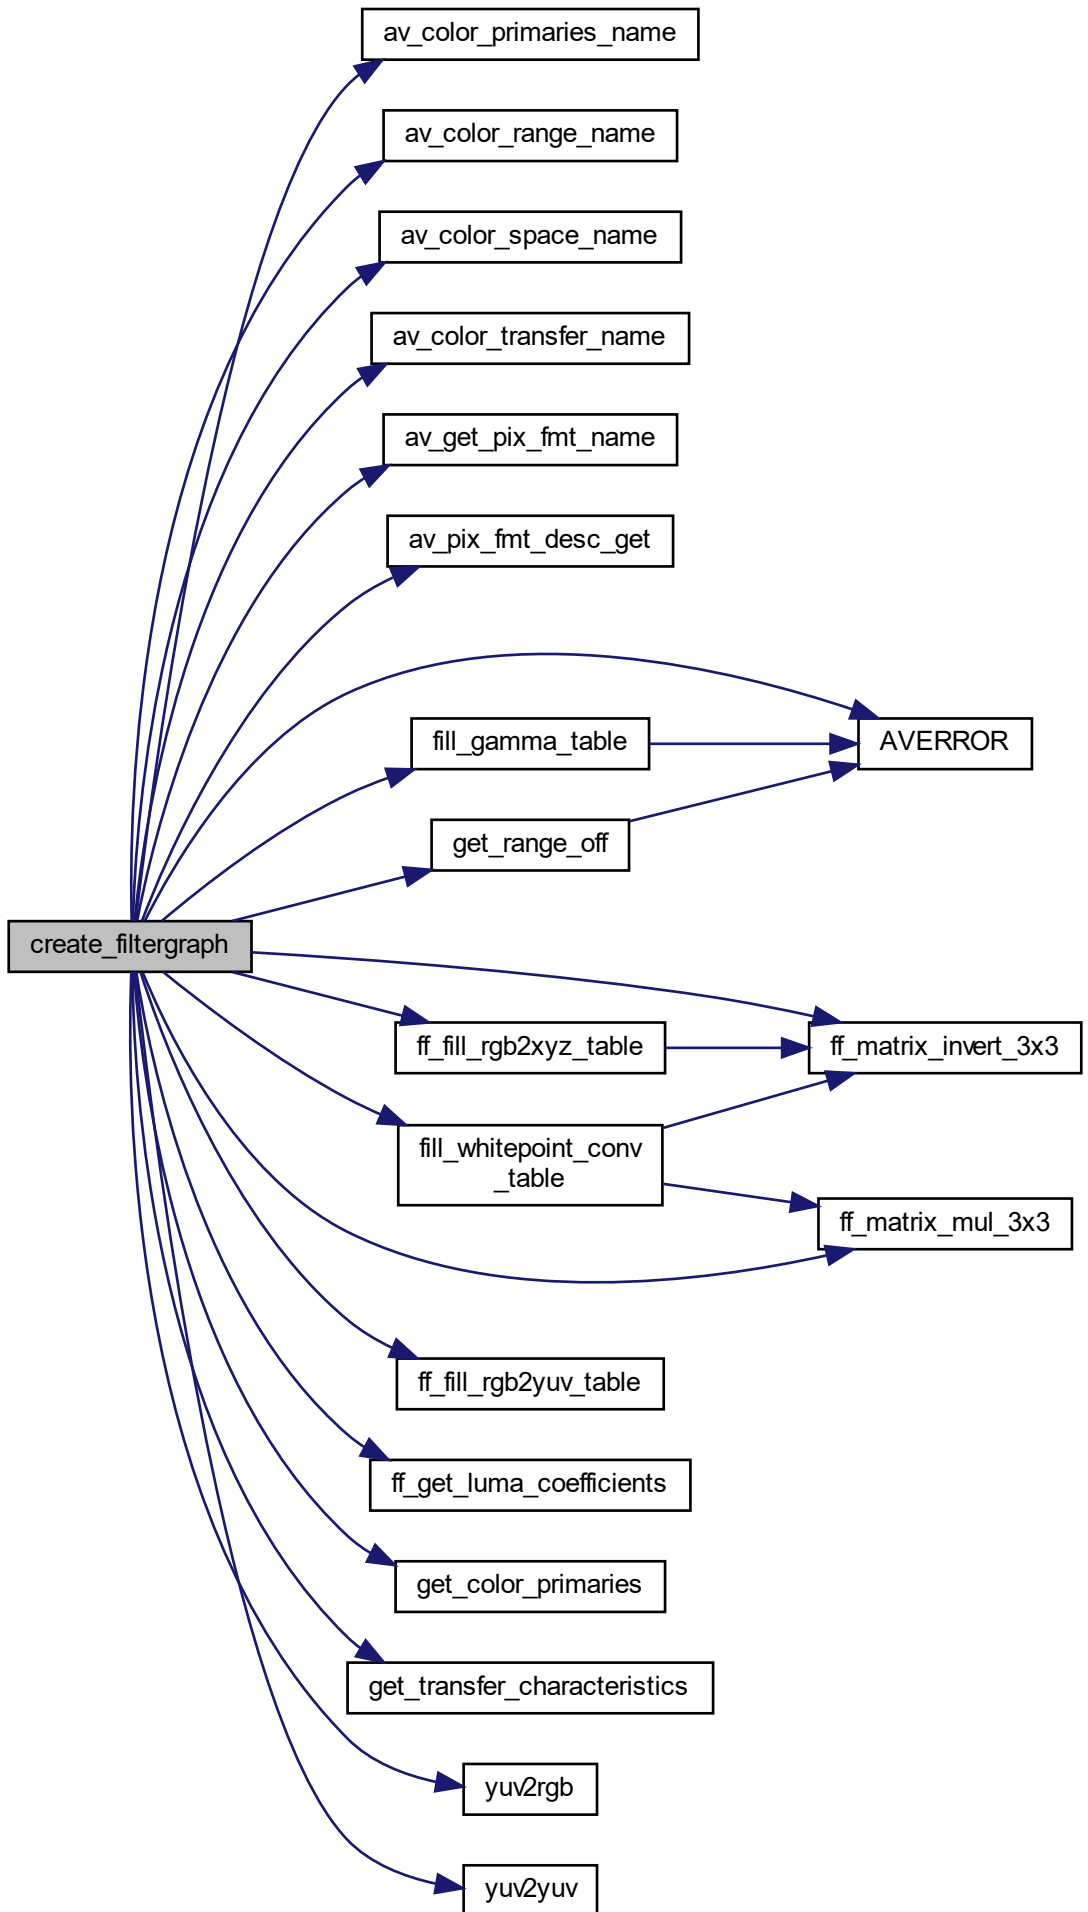 av_color_primaries_name
av_color_range_name
av_color_space_name
av_color_transfer_name
av_get_pix_fmt_name
av_pix_fmt_desc_get
fill_gamma_table
AVERROR
get_range_off
create_filtergraph
ff_fill_rgb2xyz_table
ff_matrix_invert_3x3
fill_whitepoint_conv
_table
ff_matrix_mul_3x3
ff_fill_rgb2yuv_table
ff_get_luma_coefficients
get_color_primaries
get_transfer_characteristics
yuv2rgb
yuv2yuv